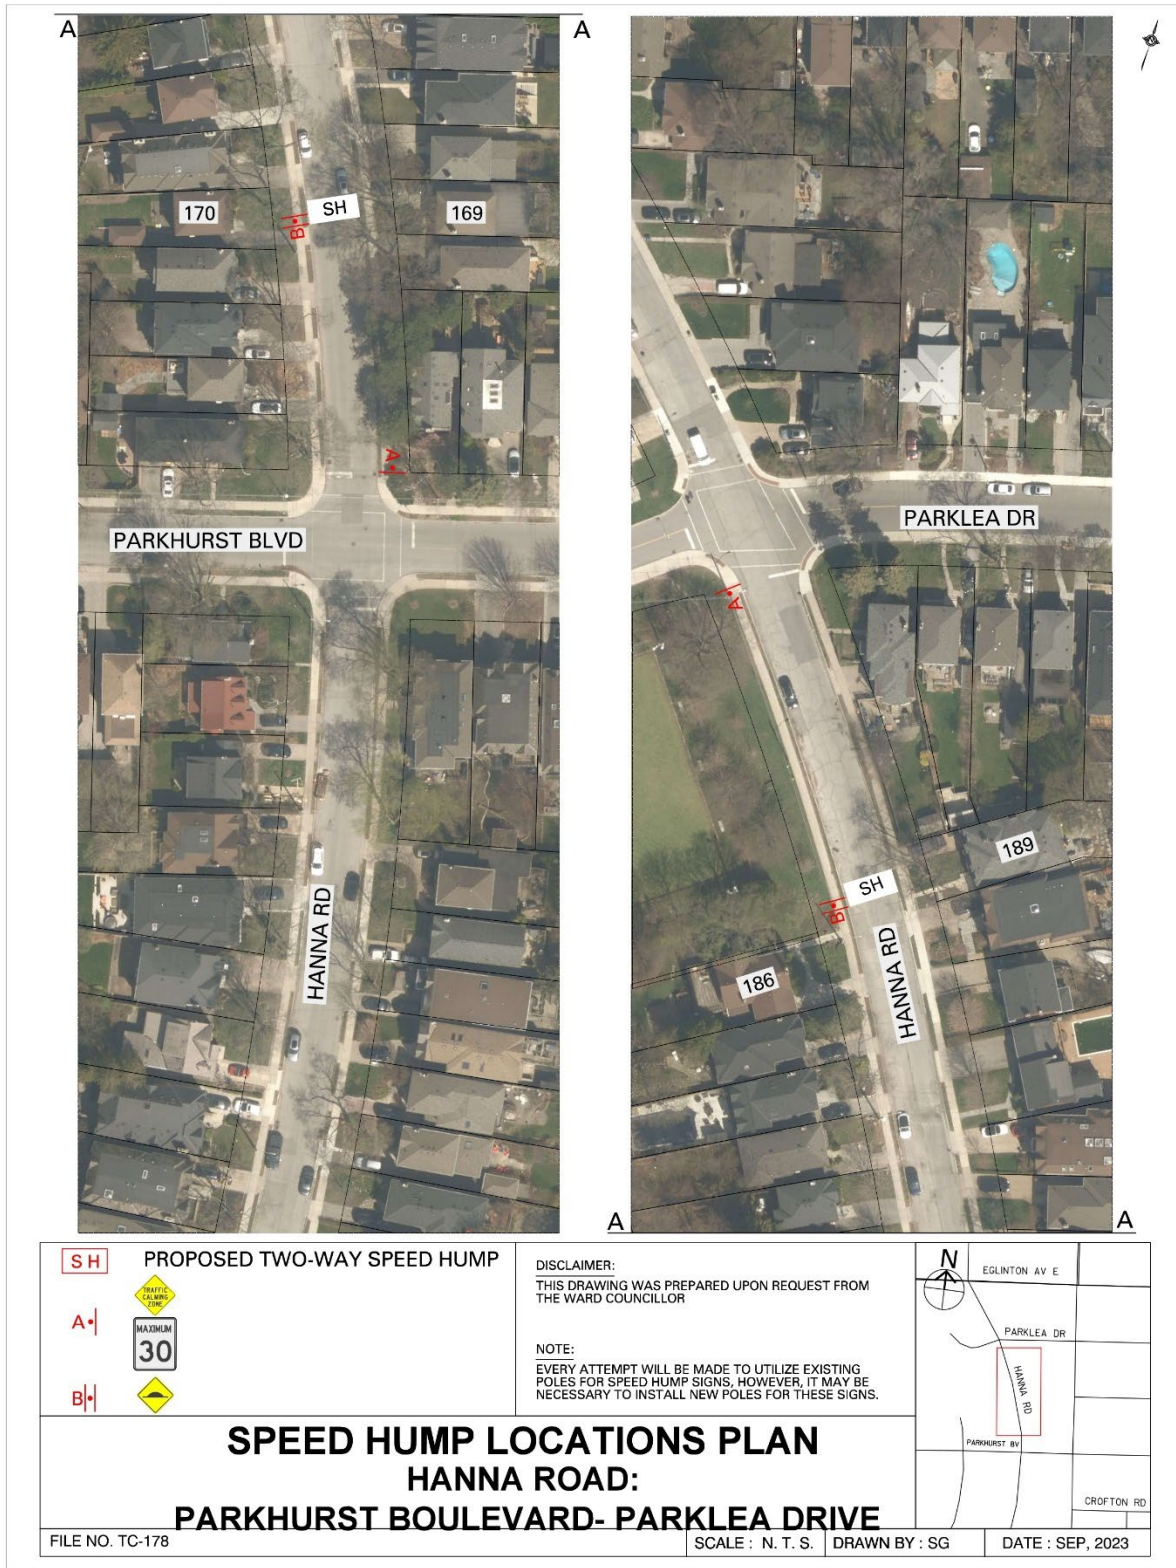 A
A
170
SH
B
169
A
PARKHURST BLVD
HANNA RD
PARKLEA DR
A
189
SH
B
186
HANNA RD
A
A
SH PROPOSED TWO-WAY SPEED HUMP
TRAFFIC
CALMING
ZONE
A
MAXIMUM
30
B
DISCLAIMER:
THIS DRAWING WAS PREPARED UPON REQUEST FROM
THE WARD COUNCILLOR
NOTE:
EVERY ATTEMPT WILL BE MADE TO UTILIZE EXISTING
POLES FOR SPEED HUMP SIGNS, HOWEVER, IT MAY BE
NECESSARY TO INSTALL NEW POLES FOR THESE SIGNS.
N
EGLINTON AV E
PARKLEA DR
HANNA RD
PARKHURST BV
CROFTON RD
SPEED HUMP LOCATIONS PLAN
HANNA ROAD:
PARKHURST BOULEVARD- PARKLEA DRIVE
FILE NO. TC-178
SCALE : N. T. S.
DRAWN BY : SG
DATE : SEP, 2023